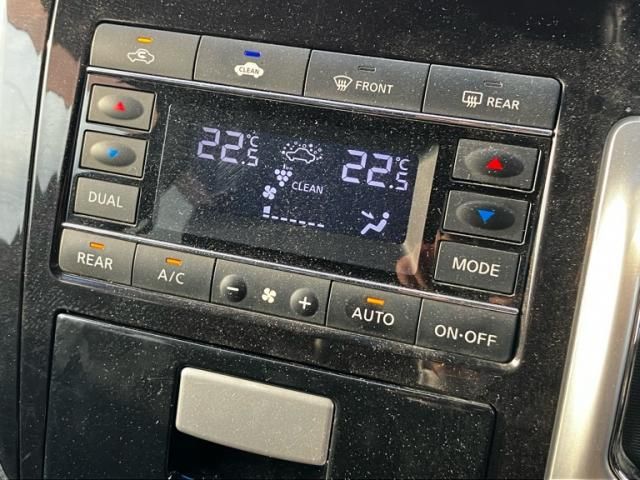 CLEAN
FRONT
REAR
22.5°C
22.5°C
CLEAN
DUAL
MODE
REAR
A/C
- +
AUTO
ON·OFF